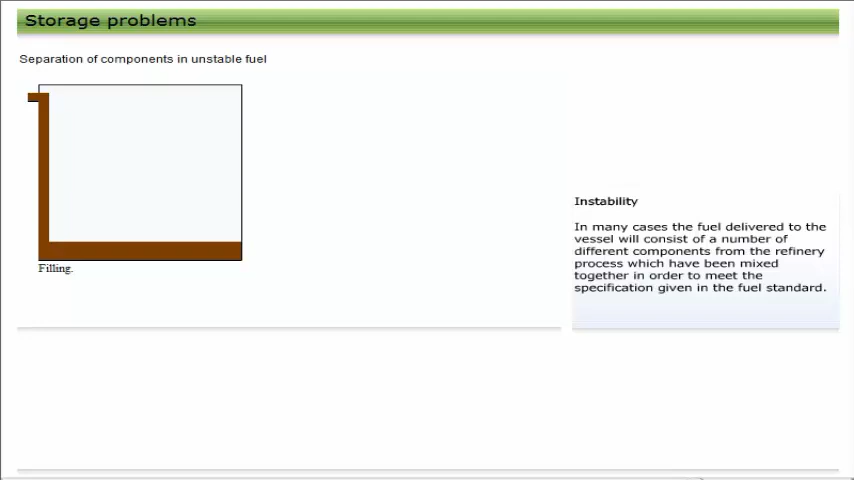 Storage problems
Separation of components in unstable fuel
Filling.
Instability
In many cases the fuel delivered to the
vessel will consist of a number of
different components from the refinery
process which have been mixed
together in order to meet the
specification given in the fuel standard.